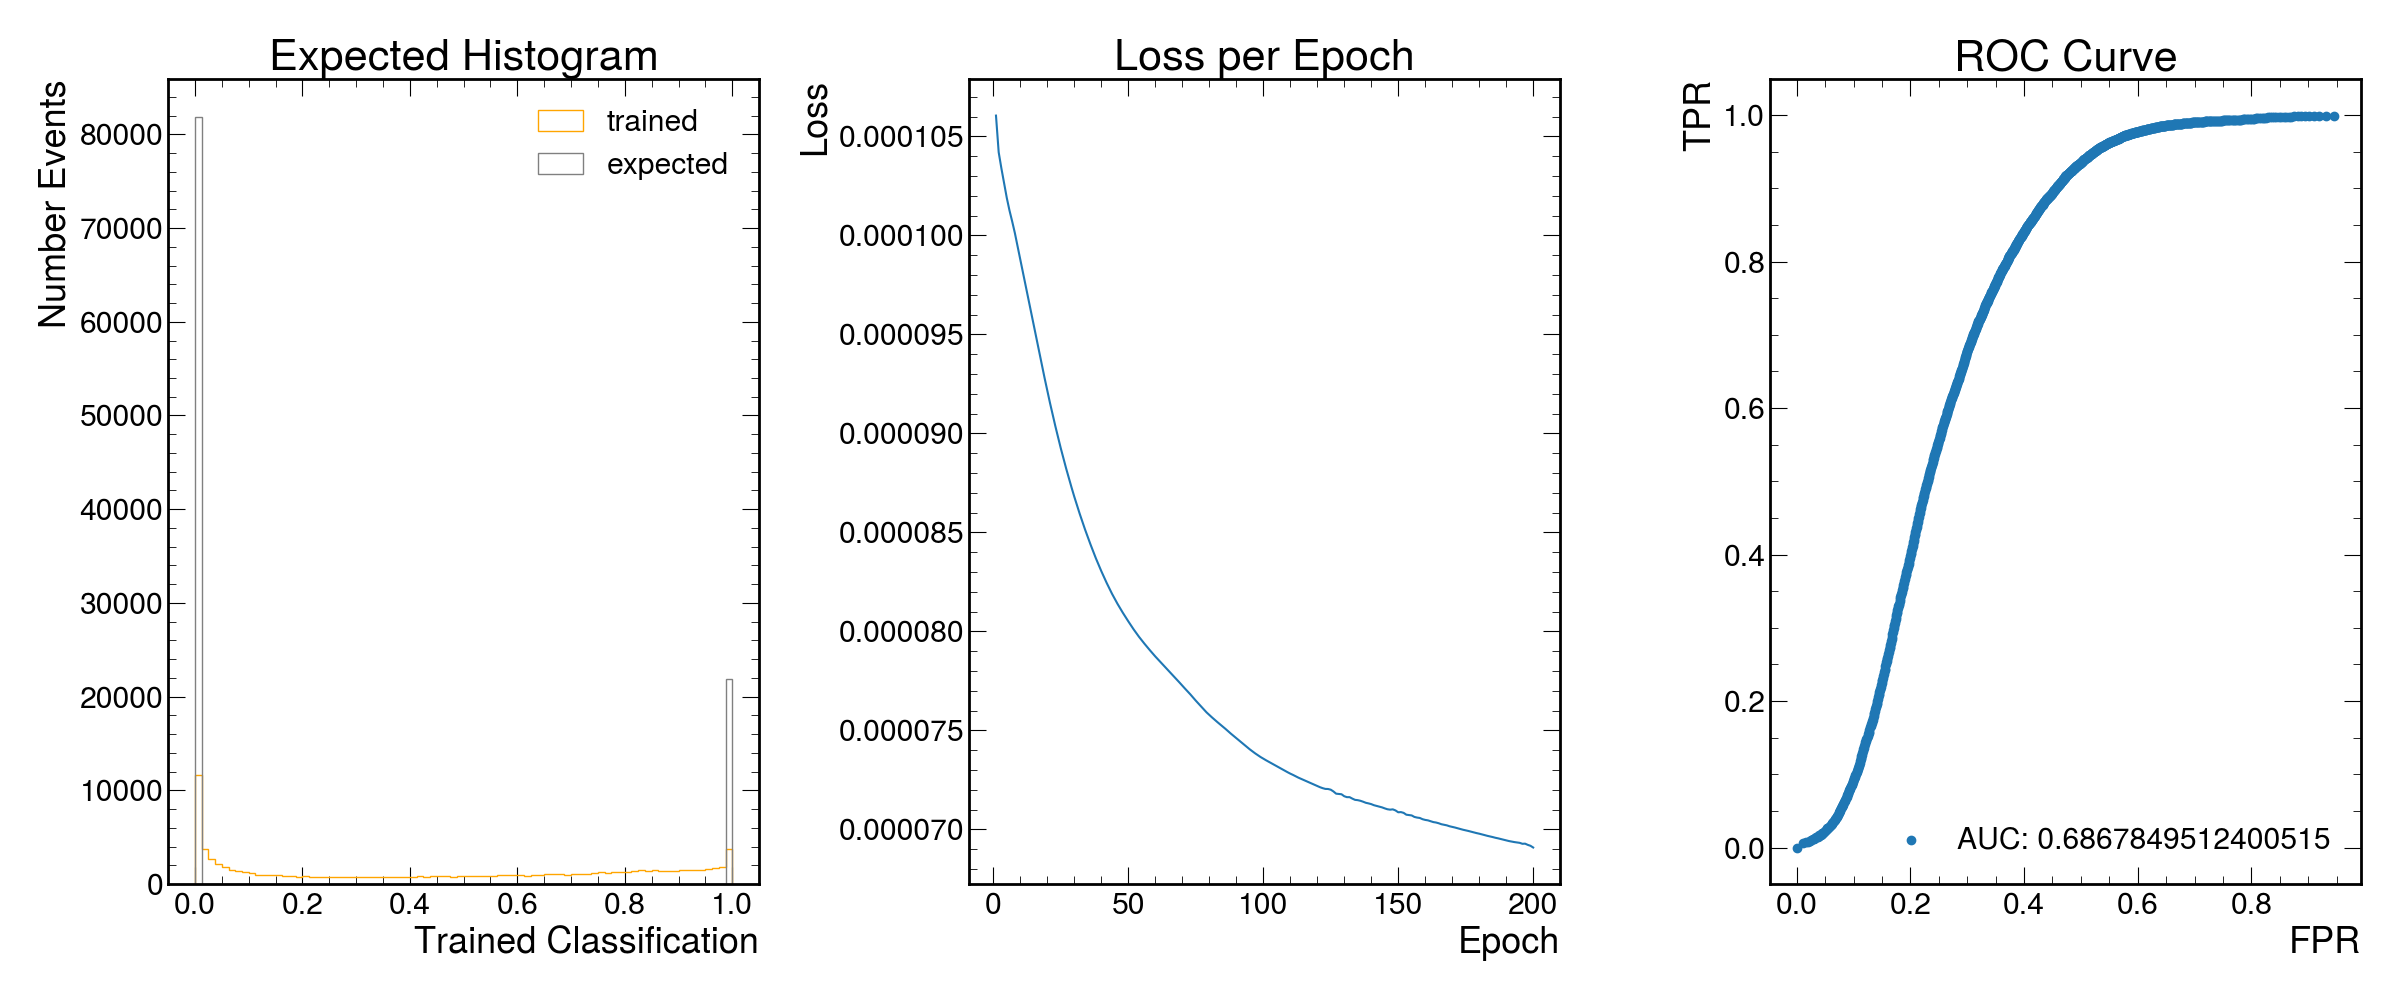 Expected Histogram
Number Events
80000
70000
60000
50000
40000
30000
20000
10000
0
trained
expected
0.0 0.2 0.4 0.6 0.8 1.0
Trained Classification
Loss per Epoch
Loss
0.000105
0.000100
0.000095
0.000090
0.000085
0.000080
0.000075
0.000070
0 50 100 150 200
Epoch
ROC Curve
TPR
1.0
0.8
0.6
0.4
0.2
0.0
AUC: 0.6867849512400515
0.0 0.2 0.4 0.6 0.8
FPR